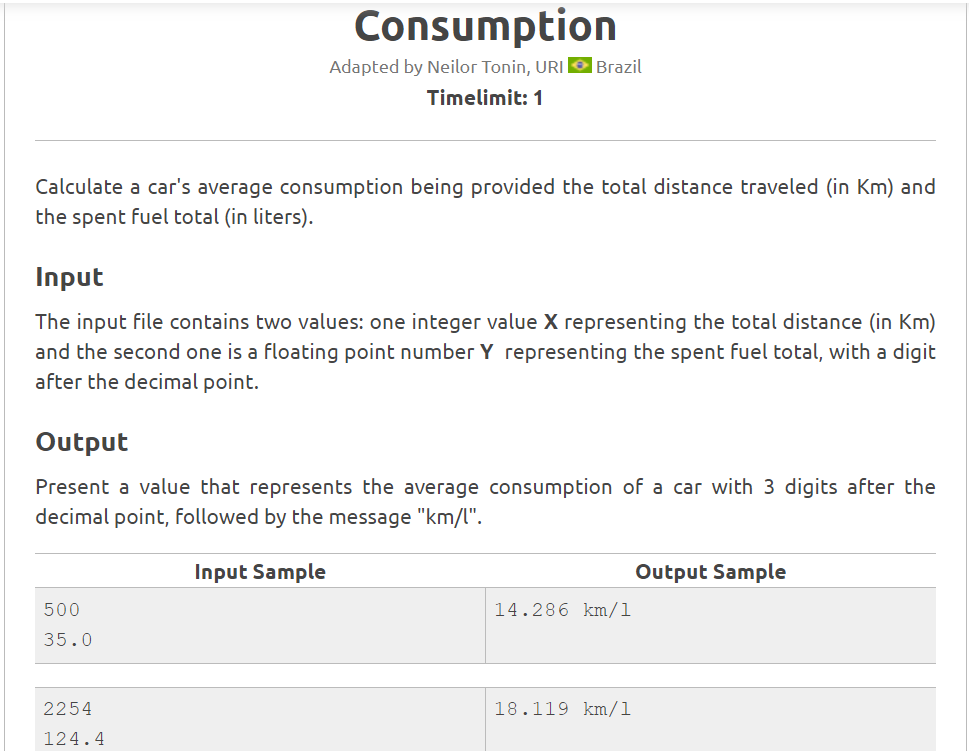 Consumption
Adapted by Neilor Tonin, URI Brazil
Timelimit: 1
Calculate a car's average consumption being provided the total distance traveled (in Km) and
the spent fuel total (in liters).
Input
The input file contains two values: one integer value X representing the total distance (in Km)
and the second one is a floating point number Y representing the spent fuel total, with a digit
after the decimal point.
Output
Present a value that represents the average consumption of a car with 3 digits after the
decimal point, followed by the message "km/l".
Input Sample Output Sample
500 14.286 km/l
35.0
2254 18.119 km/l
124.4